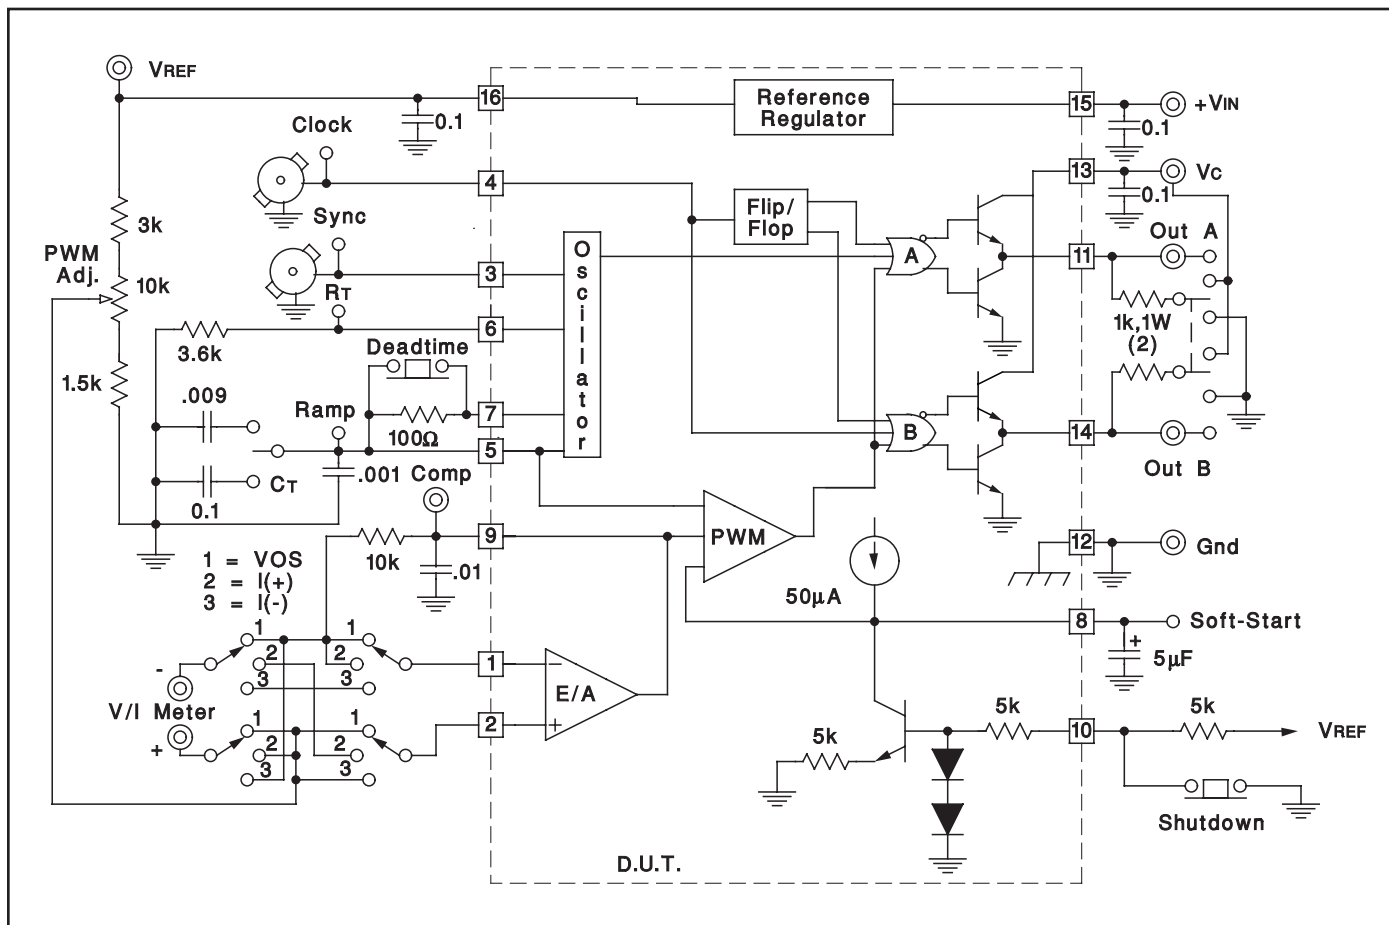 VREF
16
Reference
Regulator
15
+VIN
0.1
0.1
Clock
4
13
VC
0.1
Flip/
Flop
Sync
3k
Out A
PWM
Adj.
10k
3
Oscillator
A
11
RT
6
3.6k
1k,1W
(2)
Deadtime
1.5k
.009
Ramp
7
100Ω
5
B
14
.001
Comp
CT
0.1
Out B
9
PWM
12
Gnd
10k
.01
1 = VOS
2 = I(+)
3 = I(-)
50µA
8
Soft-Start
+
5µF
1
1
2
2
3
3
-
1
−
E/A
V/I Meter
+
1
1
2
2
3
3
2
+
5k
5k
5k
10
VREF
Shutdown
D.U.T.